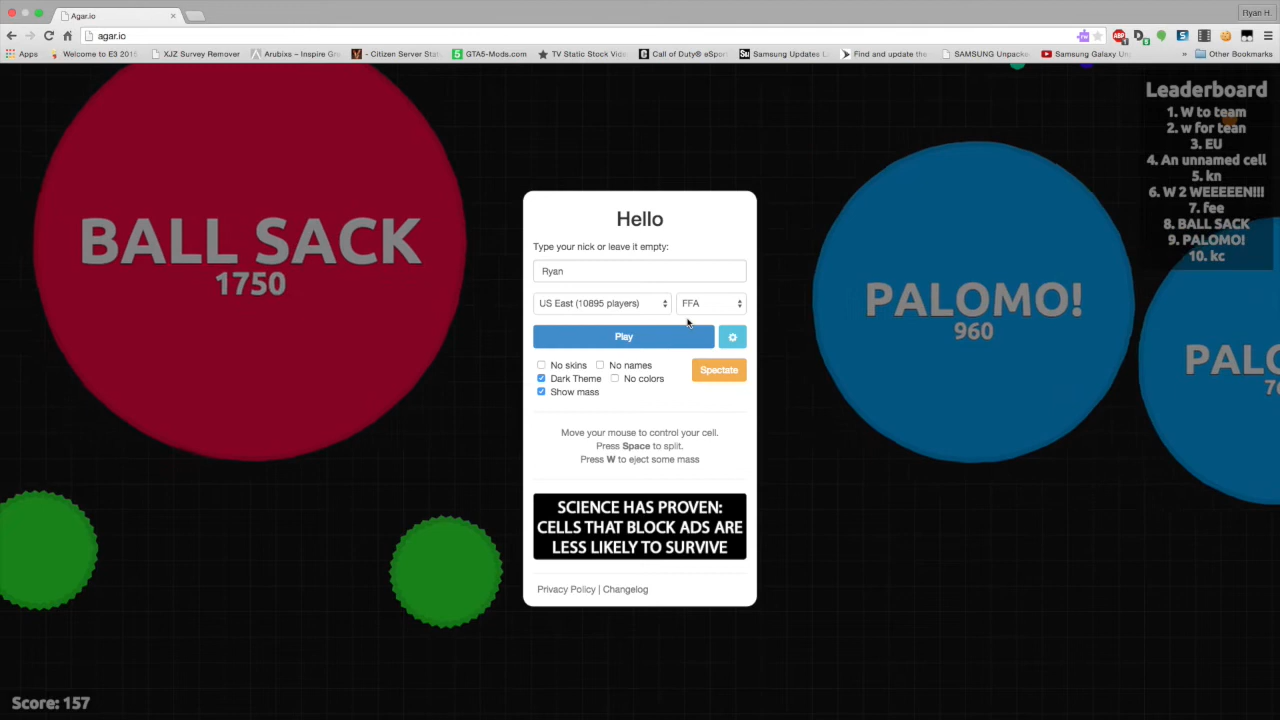 Agar.io
Ryan H.
agar.io
Apps
Welcome to E3 2015
XJZ Survey Remover
Arubixs – Inspire Gro
- Citizen Server Stat
GTA5-Mods.com
TV Static Stock Vide
Call of Duty® eSport
Samsung Updates L
Find and update the
SAMSUNG Unpacke
Samsung Galaxy Un
»
Other Bookmarks
Leaderboard
1. W to team
2. w for tean
3. EU
4. An unnamed cell
5. kn
6. W 2 WEEEEN!!!
7. fee
8. BALL SACK
9. PALOMO!
10. kc
BALL SACK
1750
PALOMO!
960
Hello
Type your nick or leave it empty:
Ryan
US East (10895 players)
FFA
Play
No skins
No names
Dark Theme
No colors
Show mass
Spectate
Move your mouse to control your cell.
Press Space to split.
Press W to eject some mass
SCIENCE HAS PROVEN:
CELLS THAT BLOCK ADS ARE
LESS LIKELY TO SURVIVE
Privacy Policy | Changelog
Score: 157